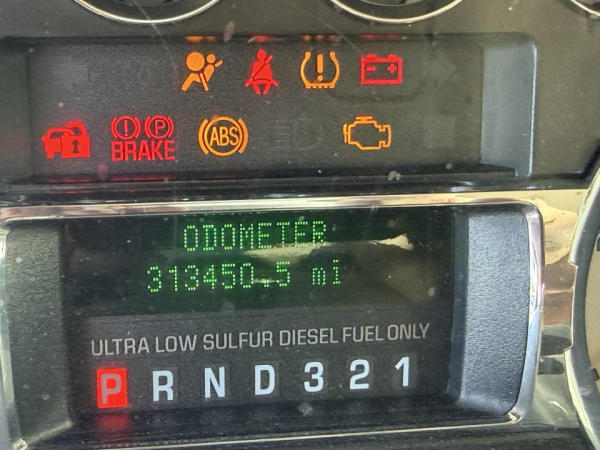 ! P
BRAKE
ABS
ODOMETER
313450.5 mi
ULTRA LOW SULFUR DIESEL FUEL ONLY
P R N D 3 2 1